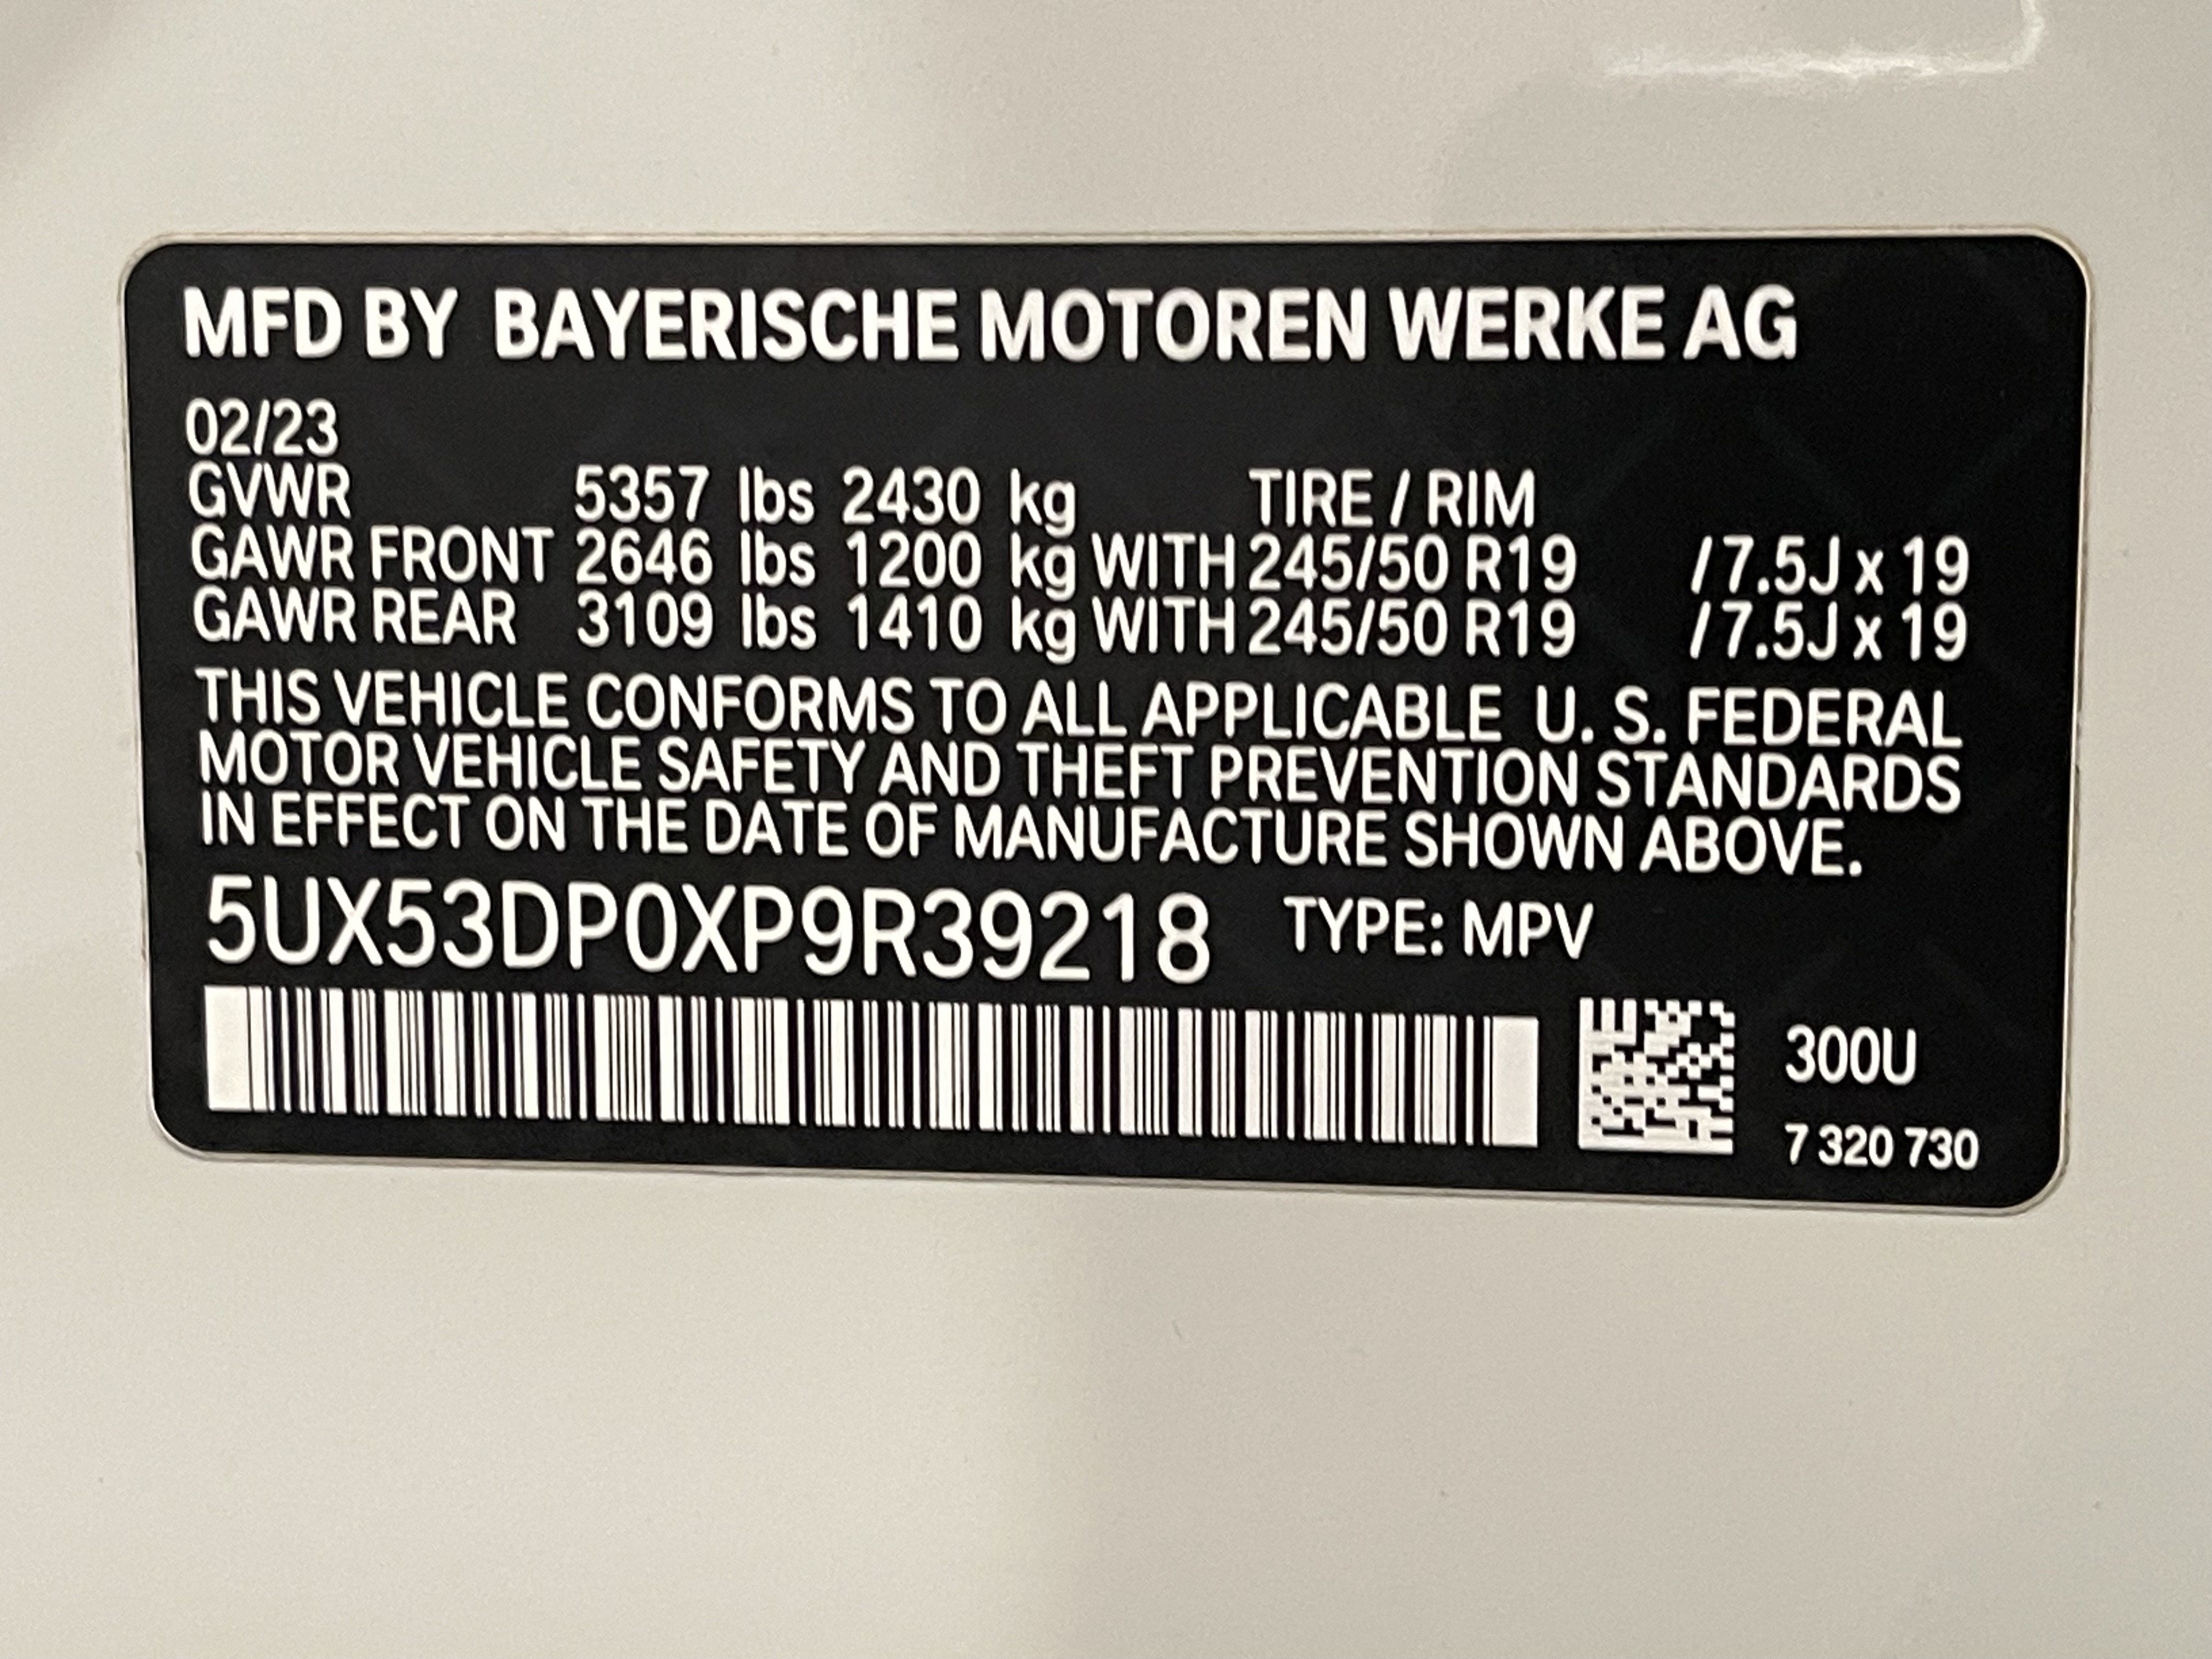 MFD BY BAYERISCHE MOTOREN WERKE AG
02/23
GVWR 5357 lbs 2430 kg TIRE / RIM
GAWR FRONT 2646 lbs 1200 kg WITH 245/50 R19 / 7.5J x 19
GAWR REAR 3109 lbs 1410 kg WITH 245/50 R19 / 7.5J x 19
THIS VEHICLE CONFORMS TO ALL APPLICABLE U. S. FEDERAL
MOTOR VEHICLE SAFETY AND THEFT PREVENTION STANDARDS
IN EFFECT ON THE DATE OF MANUFACTURE SHOWN ABOVE.
5UX53DP0XP9R39218 TYPE: MPV
300U
7 320 730